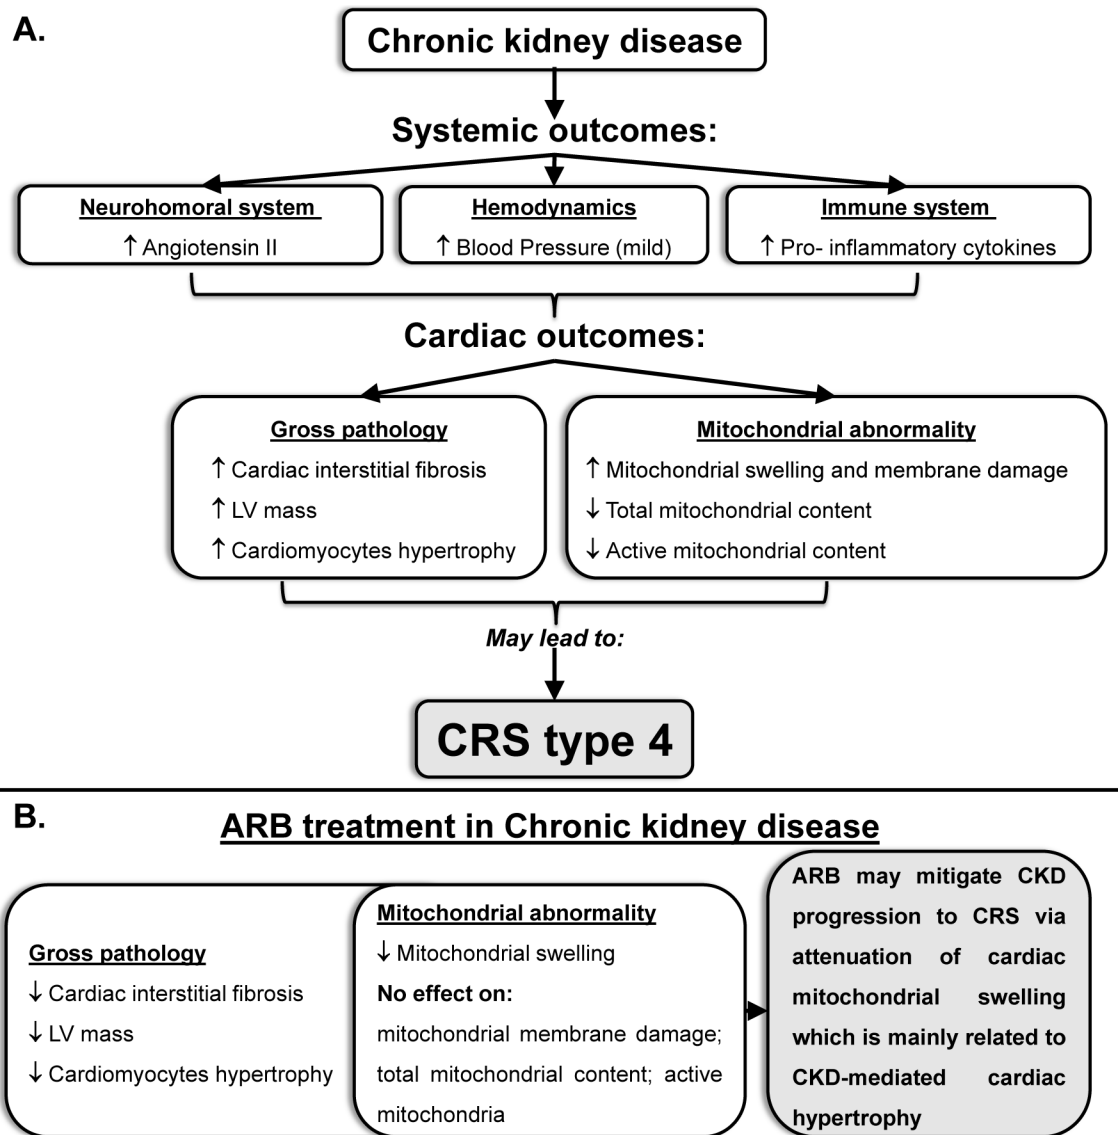 A.
Chronic kidney disease
Systemic outcomes:
Neurohomoral system
↑ Angiotensin II
Hemodynamics
↑ Blood Pressure (mild)
Immune system
↑ Pro- inflammatory cytokines
Cardiac outcomes:
Gross pathology
↑ Cardiac interstitial fibrosis
↑ LV mass
↑ Cardiomyocytes hypertrophy
Mitochondrial abnormality
↑ Mitochondrial swelling and membrane damage
↓ Total mitochondrial content
↓ Active mitochondrial content
May lead to:
CRS type 4
B.
ARB treatment in Chronic kidney disease
Gross pathology
↓ Cardiac interstitial fibrosis
↓ LV mass
↓ Cardiomyocytes hypertrophy
Mitochondrial abnormality
↓ Mitochondrial swelling
No effect on:
mitochondrial membrane damage;
total mitochondrial content; active
mitochondria
ARB may mitigate CKD
progression to CRS via
attenuation of cardiac
mitochondrial swelling
which is mainly related to
CKD-mediated cardiac
hypertrophy